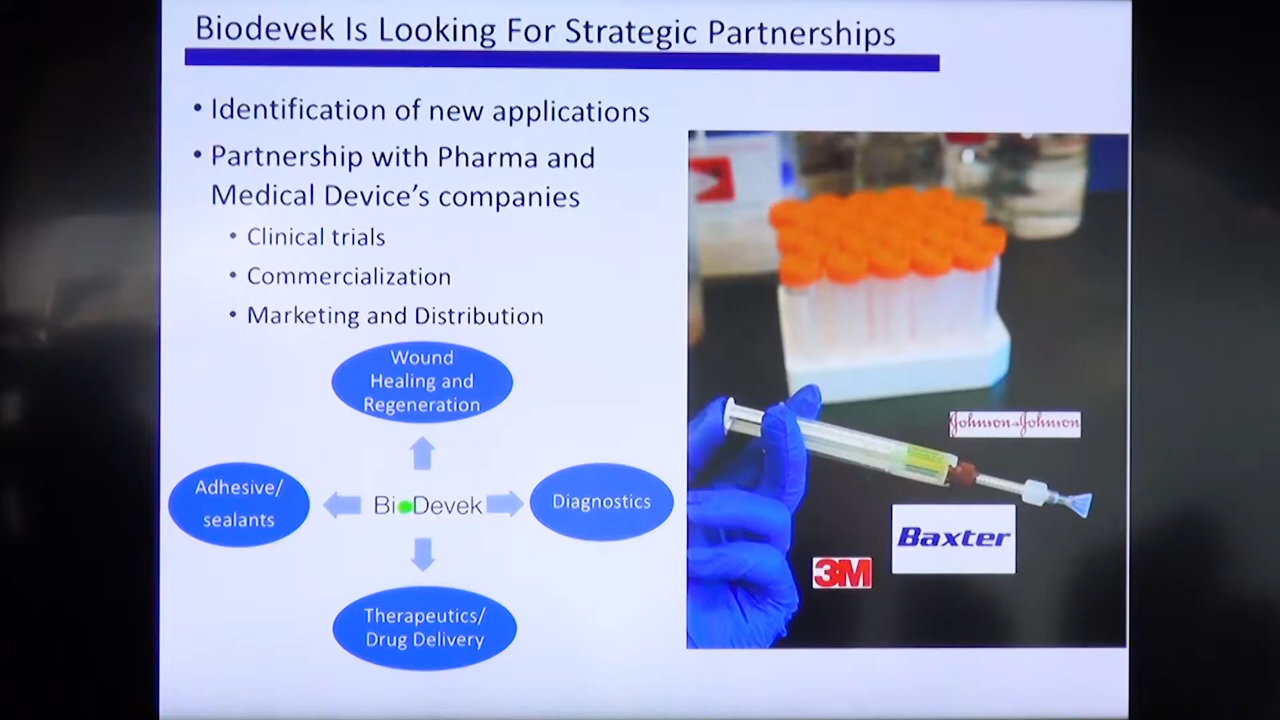 Biodevek Is Looking For Strategic Partnerships
• Identification of new applications
• Partnership with Pharma and
Medical Device's companies
• Clinical trials
• Commercialization
• Marketing and Distribution
Wound
Healing and
Regeneration
Adhesive/
sealants
BioDevek
Diagnostics
Therapeutics/
Drug Delivery
Johnson&Johnson
Baxter
3M